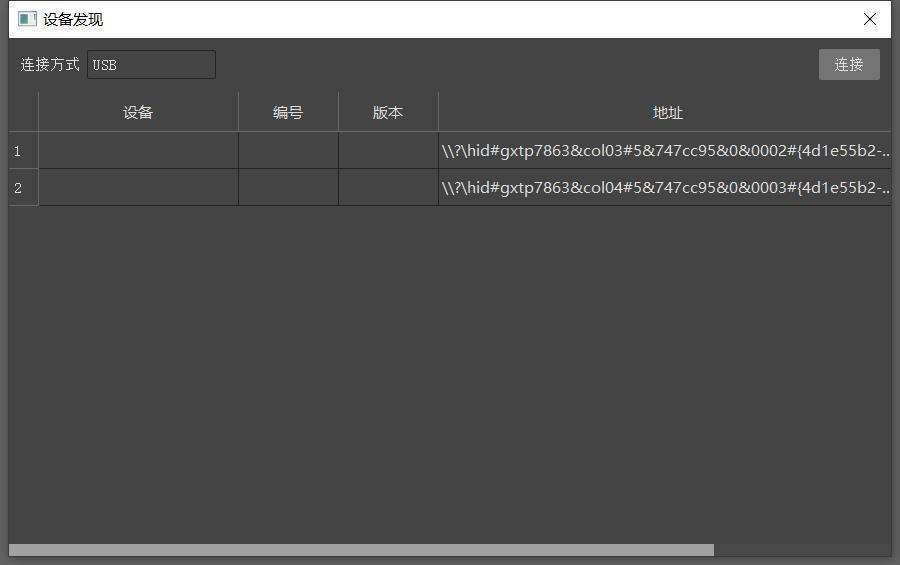 设备发现
连接方式 USB 连接
设备 编号 版本 地址
1 \\?\hid#gxtp7863&col03#5&747cc95&0&0002#{4d1e55b2-...
2 \\?\hid#gxtp7863&col04#5&747cc95&0&0003#{4d1e55b2-...